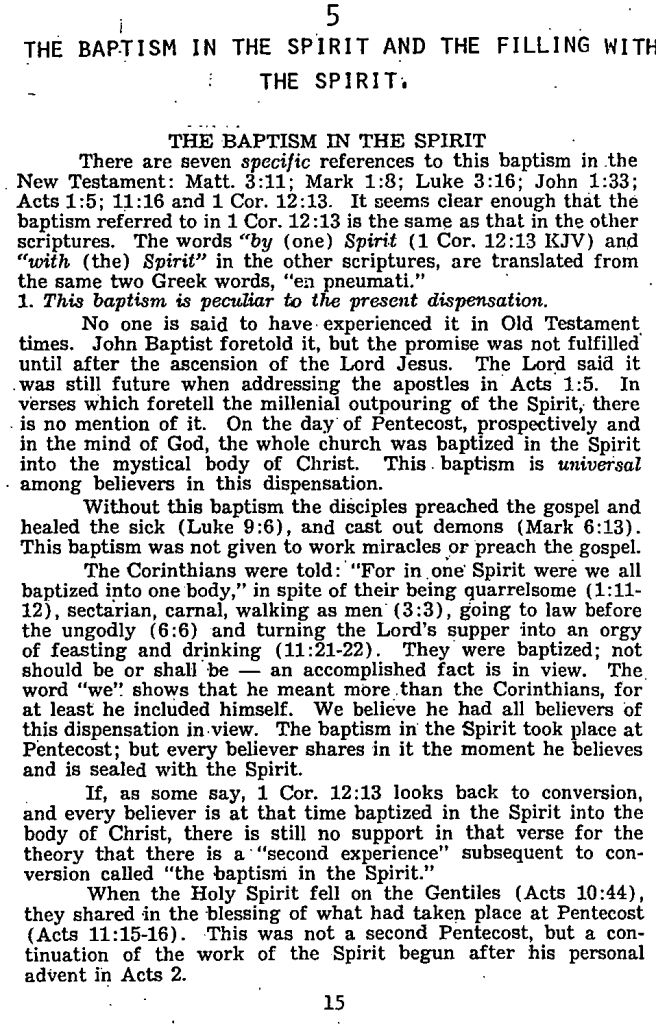 5
THE BAPTISM IN THE SPIRIT AND THE FILLING WITH
THE SPIRIT.
THE BAPTISM IN THE SPIRIT
There are seven specific references to this baptism in the
New Testament: Matt. 3:11; Mark 1:8; Luke 3:16; John 1:33;
Acts 1:5; 11:16 and 1 Cor. 12:13. It seems clear enough that the
baptism referred to in 1 Cor. 12:13 is the same as that in the other
scriptures. The words "by (one) Spirit (1 Cor. 12:13 KJV) and
"with (the) Spirit" in the other scriptures, are translated from
the same two Greek words, "en pneumati."
1. This baptism is peculiar to the present dispensation.
No one is said to have experienced it in Old Testament
times. John Baptist foretold it, but the promise was not fulfilled
until after the ascension of the Lord Jesus. The Lord said it
was still future when addressing the apostles in Acts 1:5. In
verses which foretell the millenial outpouring of the Spirit, there
is no mention of it. On the day of Pentecost, prospectively and
in the mind of God, the whole church was baptized in the Spirit
into the mystical body of Christ. This baptism is universal
among believers in this dispensation.
Without this baptism the disciples preached the gospel and
healed the sick (Luke 9:6), and cast out demons (Mark 6:13).
This baptism was not given to work miracles or preach the gospel.
The Corinthians were told: "For in one Spirit were we all
baptized into one body," in spite of their being quarrelsome (1:11-
12), sectarian, carnal, walking as men (3:3), going to law before
the ungodly (6:6) and turning the Lord's supper into an orgy
of feasting and drinking (11:21-22). They were baptized; not
should be or shall be — an accomplished fact is in view. The
word "we" shows that he meant more than the Corinthians, for
at least he included himself. We believe he had all believers of
this dispensation in view. The baptism in the Spirit took place at
Pentecost; but every believer shares in it the moment he believes
and is sealed with the Spirit.
If, as some say, 1 Cor. 12:13 looks back to conversion,
and every believer is at that time baptized in the Spirit into the
body of Christ, there is still no support in that verse for the
theory that there is a "second experience" subsequent to con-
version called "the baptism in the Spirit."
When the Holy Spirit fell on the Gentiles (Acts 10:44),
they shared in the blessing of what had taken place at Pentecost
(Acts 11:15-16). This was not a second Pentecost, but a con-
tinuation of the work of the Spirit begun after his personal
advent in Acts 2.
15